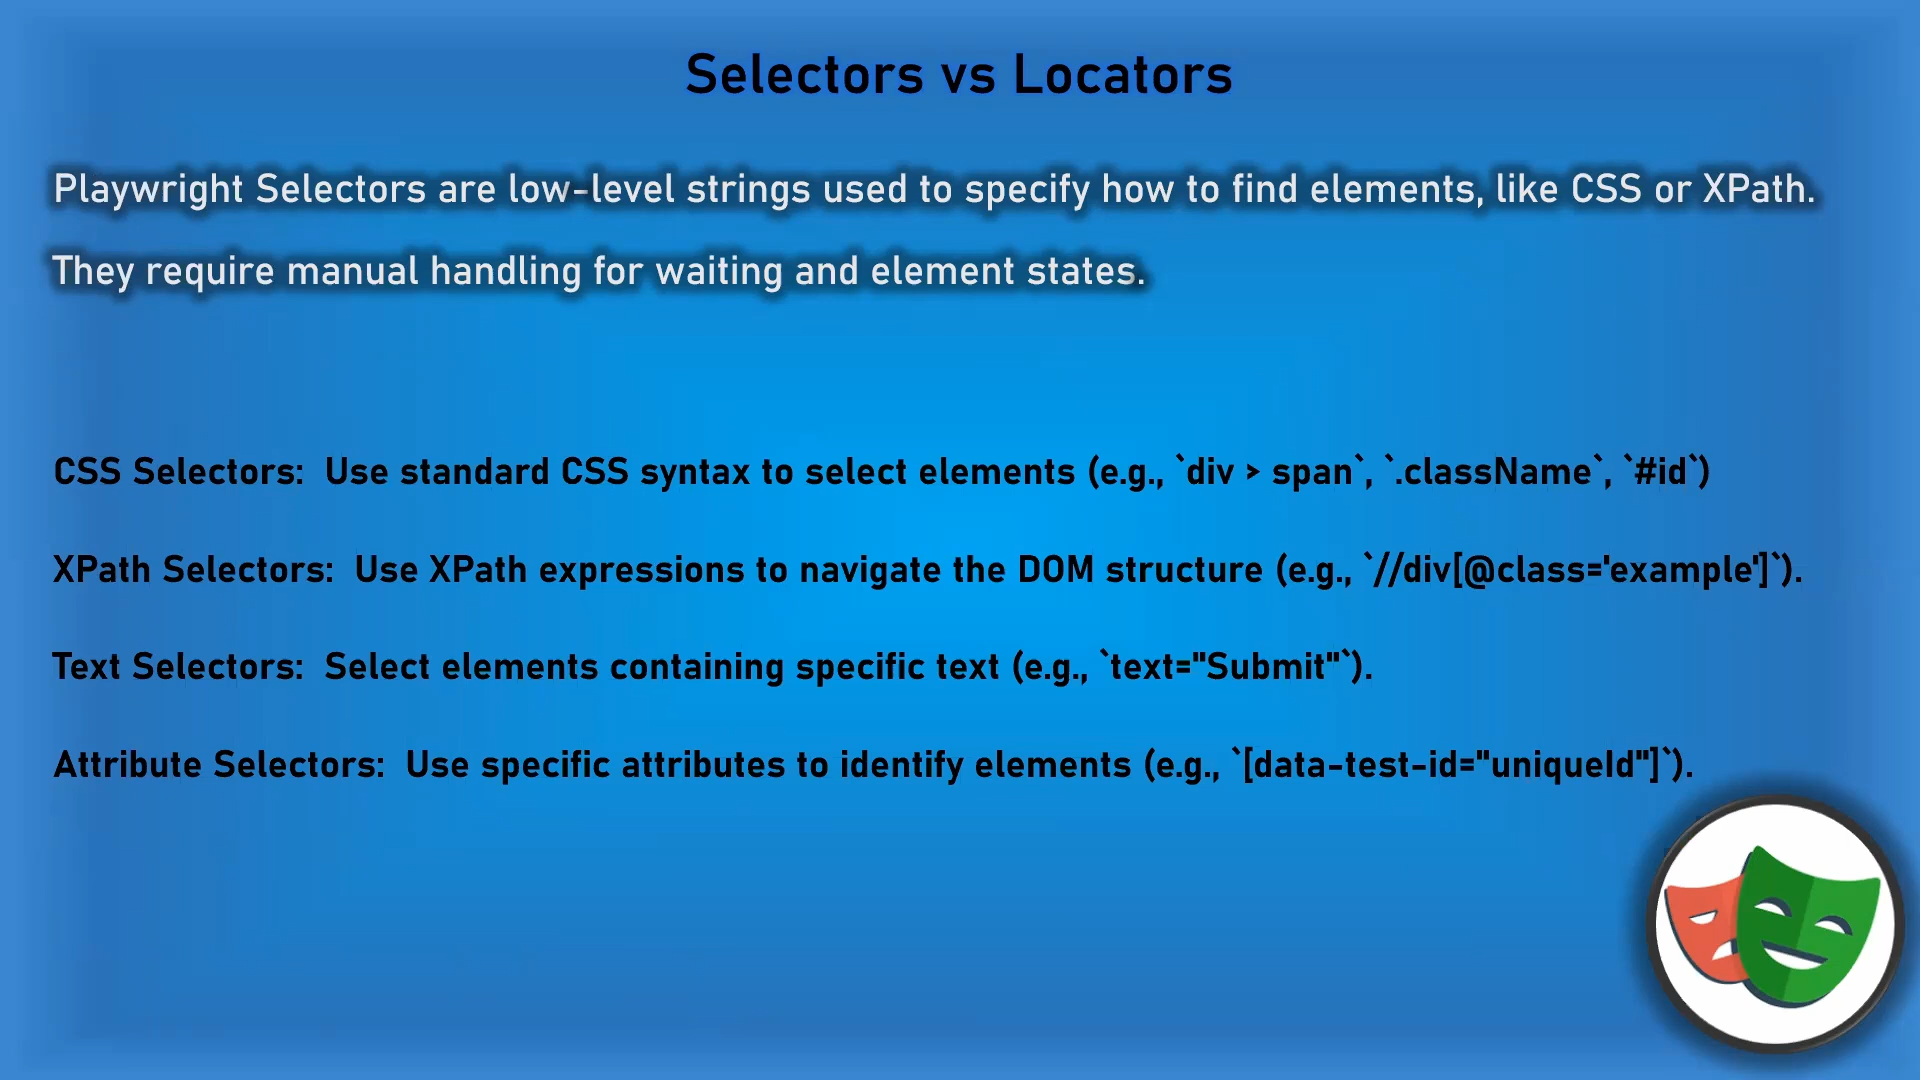 Selectors vs Locators
Playwright Selectors are low-level strings used to specify how to find elements, like CSS or XPath.
They require manual handling for waiting and element states.
CSS Selectors:  Use standard CSS syntax to select elements (e.g., `div > span`, `.className`, `#id`)
XPath Selectors:  Use XPath expressions to navigate the DOM structure (e.g., `//div[@class='example']`).
Text Selectors:  Select elements containing specific text (e.g., `text="Submit"`).
Attribute Selectors:  Use specific attributes to identify elements (e.g., `[data-test-id="uniqueId"]`).